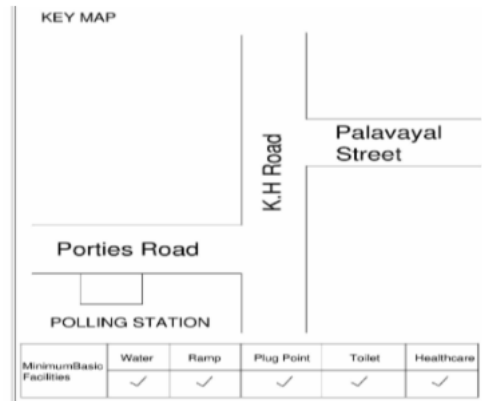 KEY MAP
Palavayal
Street
K.H Road
Porties Road
POLLING STATION
MinimumBasic
Facilities
Water
Ramp
Plug Point
Toilet
Healthcare
✓ ✓ ✓ ✓ ✓